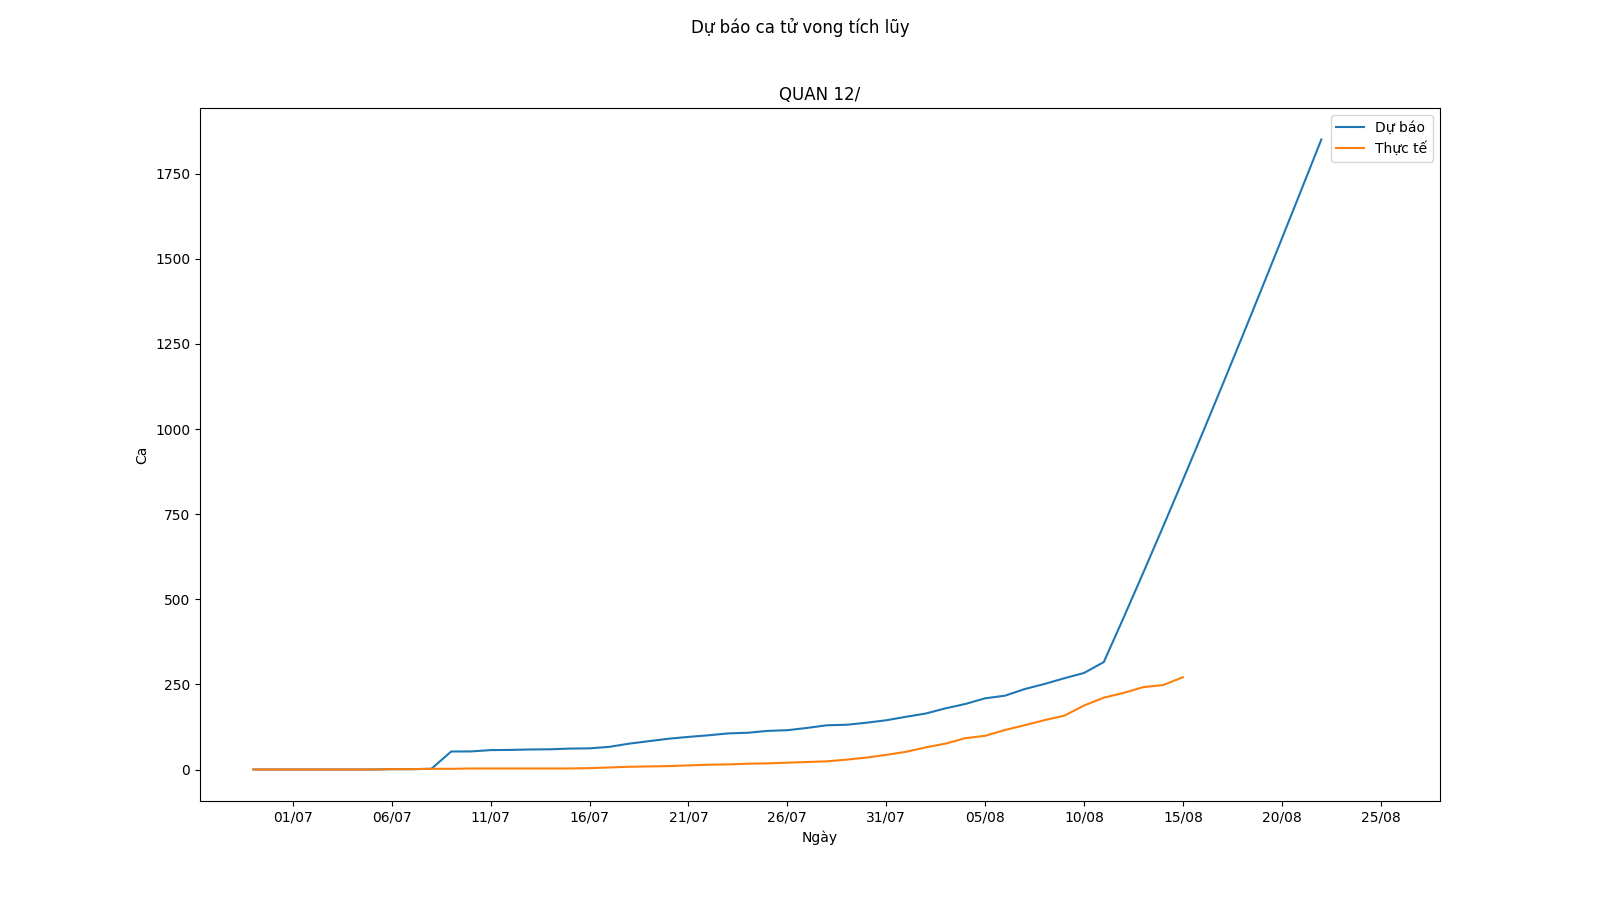 Dự báo ca tử vong tích lũy
QUAN 12/
Dự báo
Thực tế
1750
1500
1250
1000
750
500
250
0
Ca
01/07 06/07 11/07 16/07 21/07 26/07 31/07 05/08 10/08 15/08 20/08 25/08
Ngày